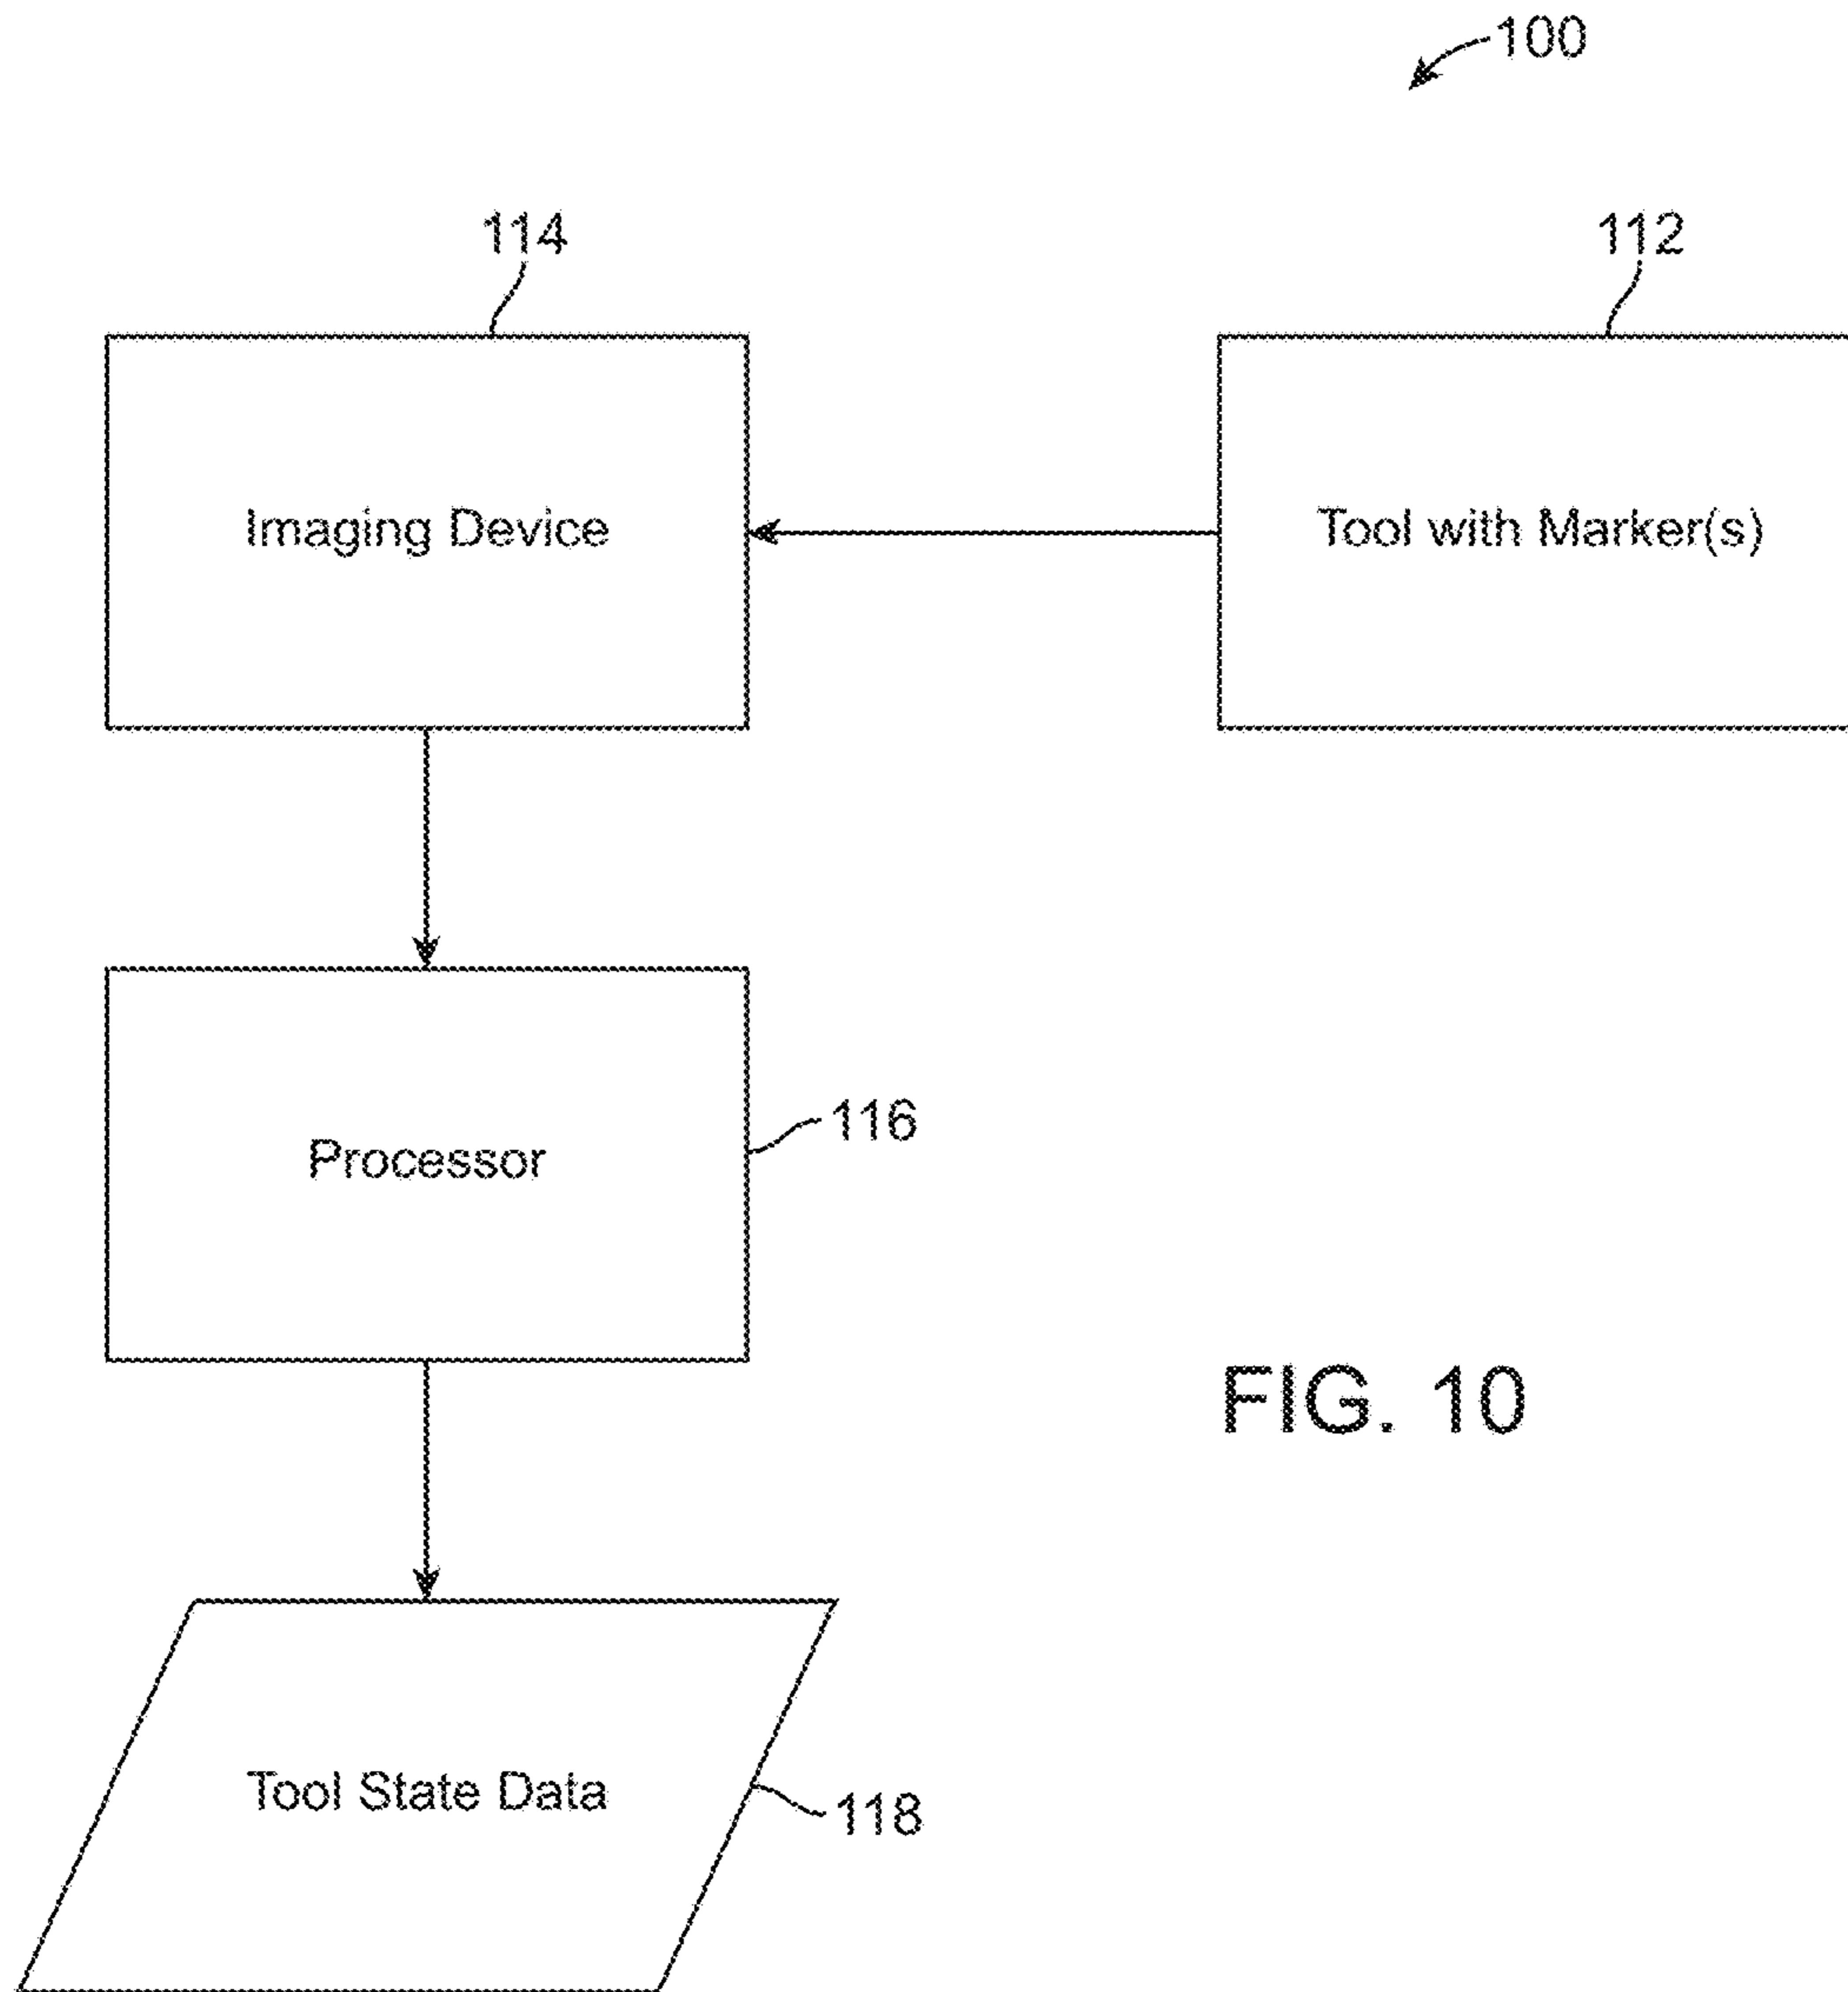 100
114
112
Imaging Device
Tool with Marker(s)
116
Processor
FIG. 10
Tool State Data
118